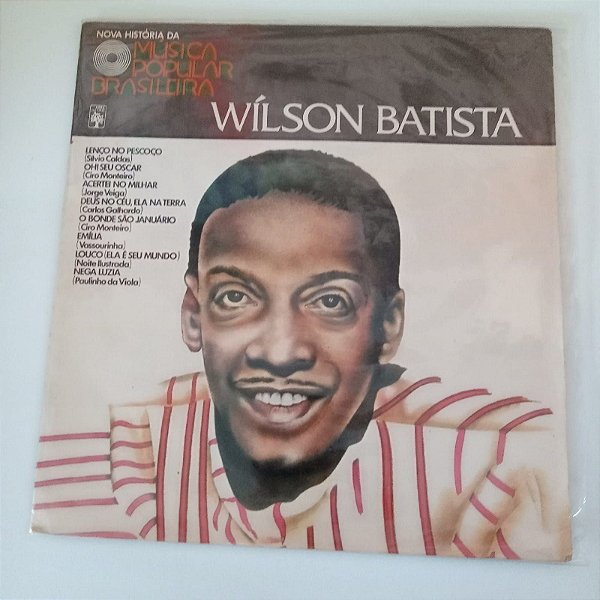 NOVA HISTÓRIA DA
MÚSICA
POPULAR
BRASILEIRA
WÍLSON BATISTA
LENÇO NO PESCOÇO
(Sílvio Caldas)
OH! SEU OSCAR
(Ciro Monteiro)
ACERTEI NO MILHAR
(Jorge Veiga)
DEUS NO CÉU, ELA NA TERRA
(Carlos Galhardo)
O BONDE SÃO JANUÁRIO
(Ciro Monteiro)
EMÍLIA
(Vassourinha)
LOUCO (ELA É SEU MUNDO)
(Noite Ilustrada)
NEGA LUZIA
(Paulinho da Viola)